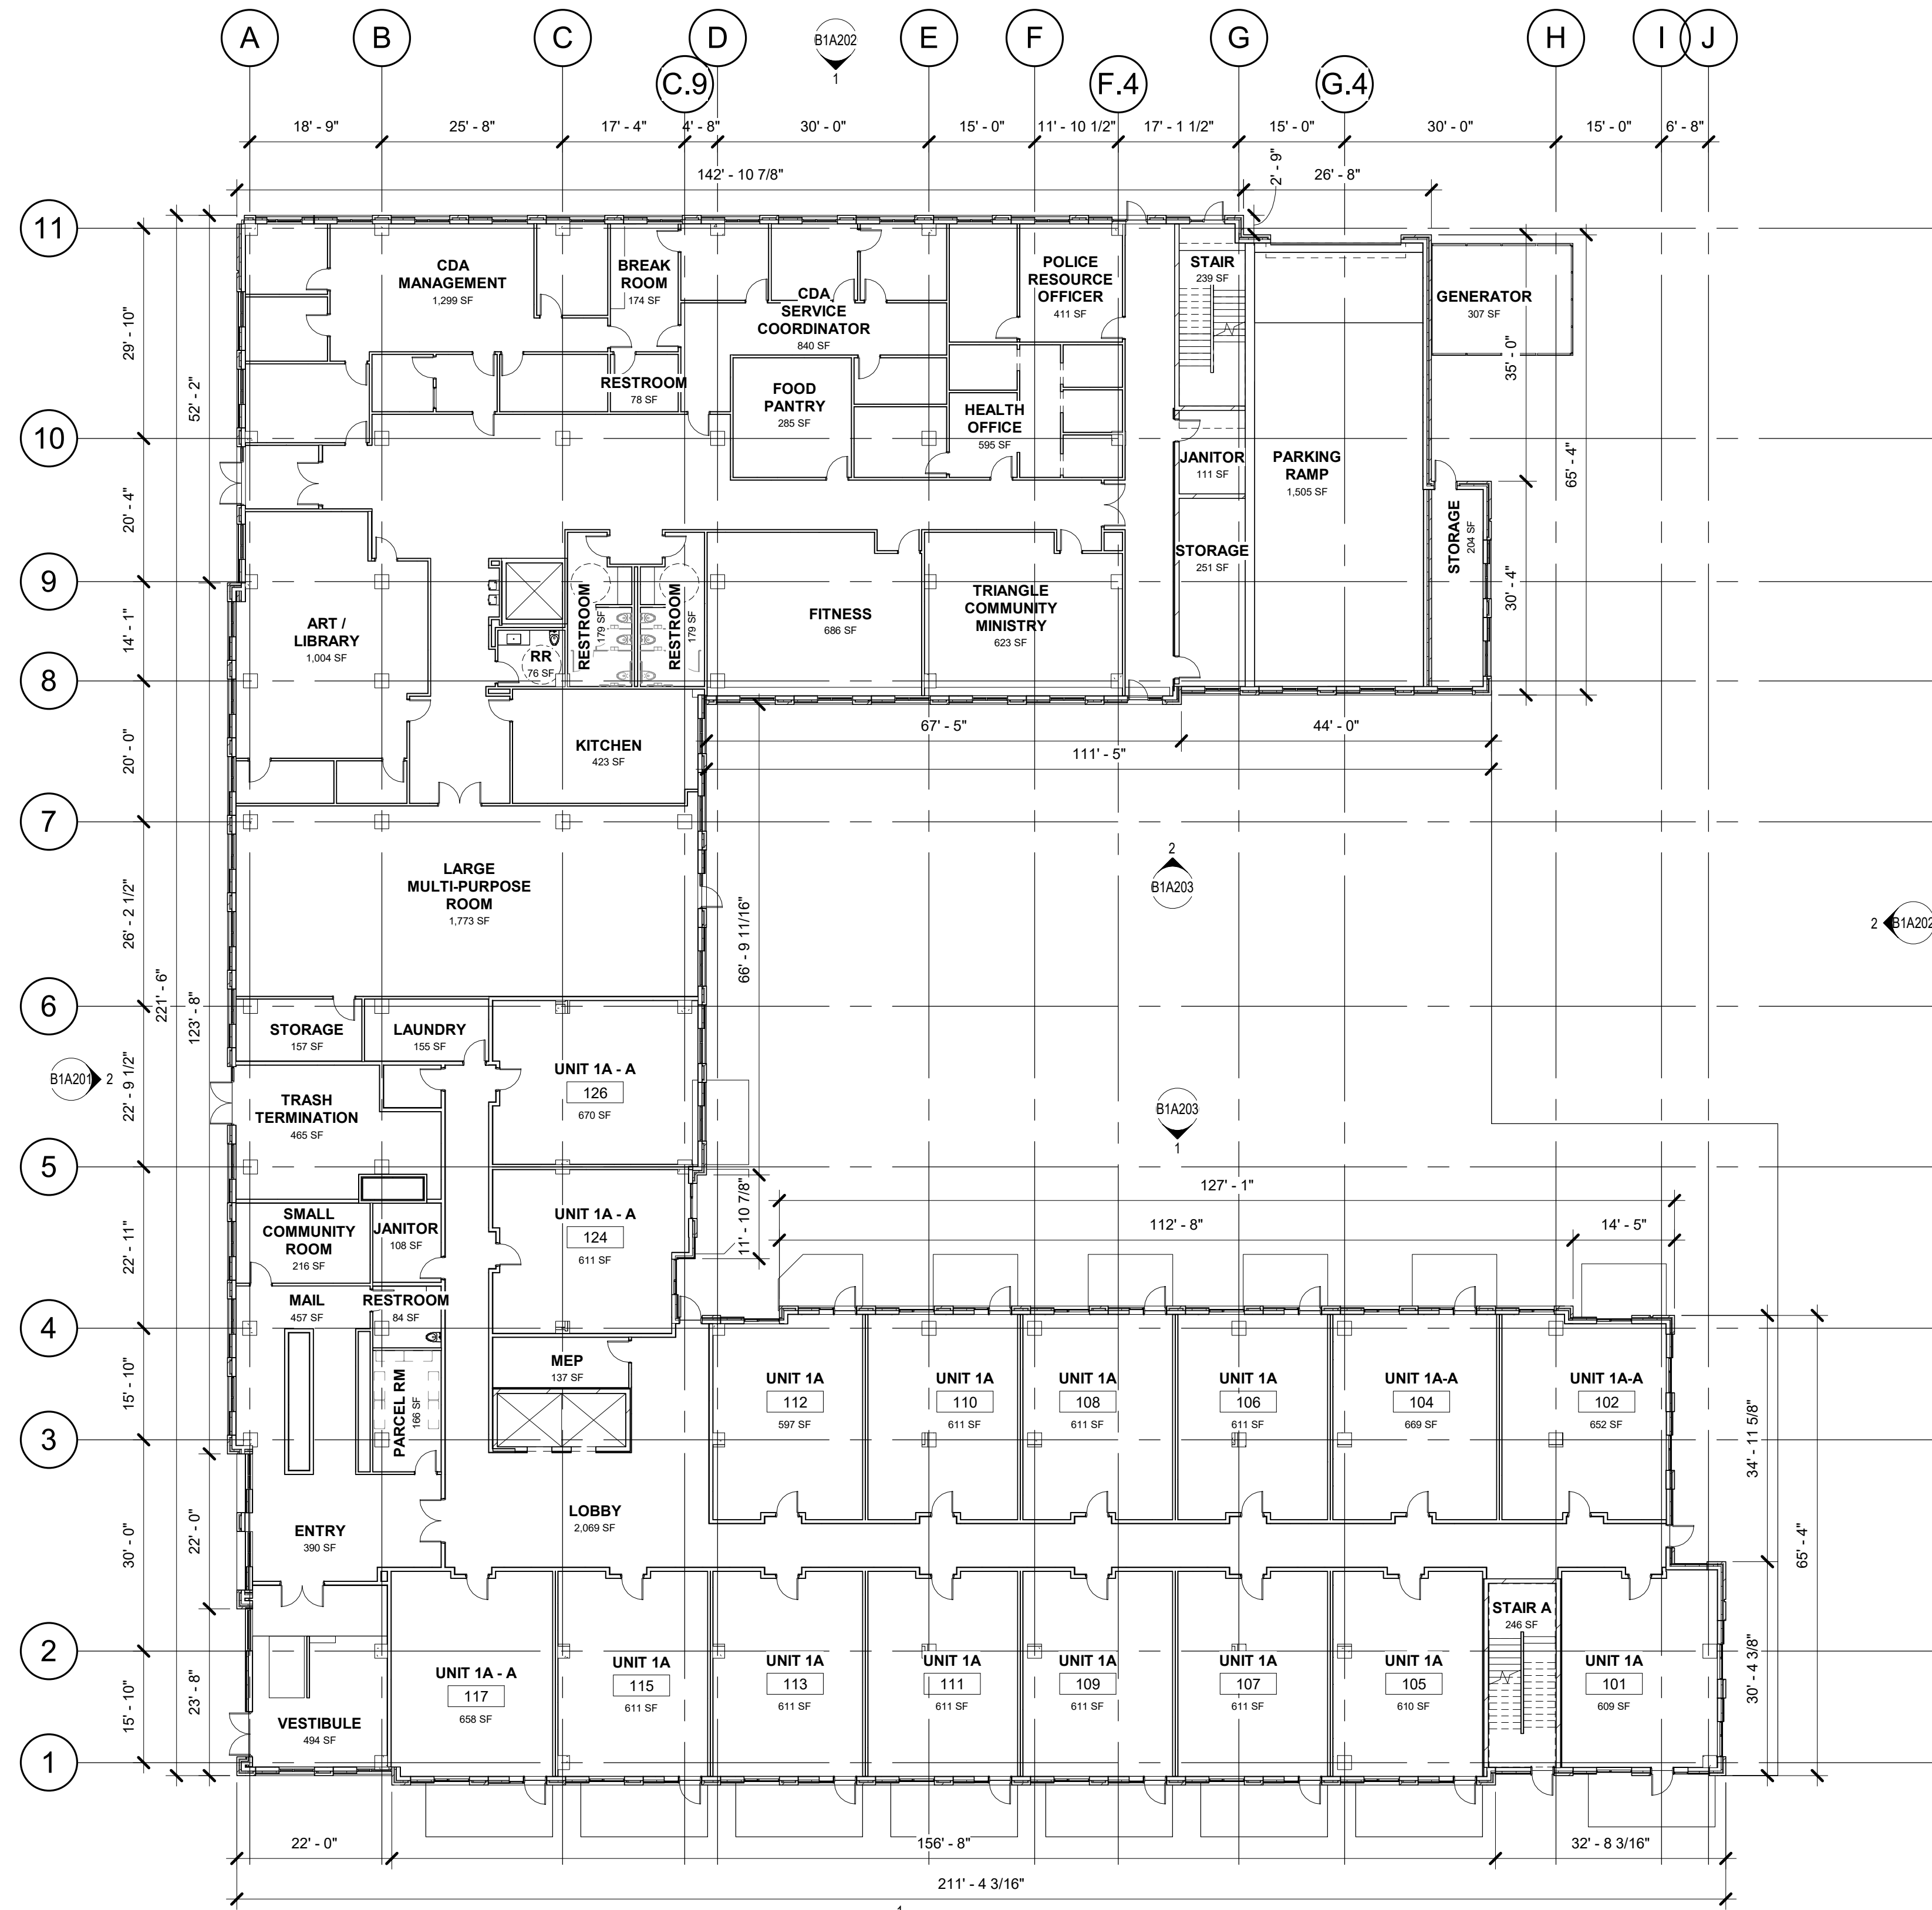 A
B
C
D
B1A202
1
E
F
G
H
I
J
C.9
F.4
G.4
18' - 9"
25' - 8"
17' - 4"
4' - 8"
30' - 0"
15' - 0"
11' - 10 1/2"
17' - 1 1/2"
15' - 0"
30' - 0"
15' - 0"
6' - 8"
142' - 10 7/8"
2' - 9"
26' - 8"
11
10
9
8
7
6
5
4
3
2
1
29' - 10"
20' - 4"
14' - 1"
20' - 0"
26' - 2 1/2"
22' - 9 1/2"
22' - 11"
15' - 10"
30' - 0"
15' - 10"
221' - 6"
52' - 2"
123' - 8"
22' - 0"
23' - 8"
B1A201
2
CDA
MANAGEMENT
1,299 SF
BREAK
ROOM
174 SF
CDA
SERVICE
COORDINATOR
840 SF
POLICE
RESOURCE
OFFICER
411 SF
STAIR
239 SF
GENERATOR
307 SF
35' - 0"
65' - 4"
30' - 4"
RESTROOM
78 SF
FOOD
PANTRY
285 SF
HEALTH
OFFICE
595 SF
JANITOR
111 SF
PARKING
RAMP
1,505 SF
STORAGE
204 SF
STORAGE
251 SF
ART /
LIBRARY
1,004 SF
RESTROOM
179 SF
RESTROOM
179 SF
RR
76 SF
FITNESS
686 SF
TRIANGLE
COMMUNITY
MINISTRY
623 SF
67' - 5"
44' - 0"
111' - 5"
KITCHEN
423 SF
LARGE
MULTI-PURPOSE
ROOM
1,773 SF
66' - 9 11/16"
2
B1A203
2
B1A202
STORAGE
157 SF
LAUNDRY
155 SF
UNIT 1A - A
126
670 SF
TRASH
TERMINATION
465 SF
B1A203
1
UNIT 1A - A
124
611 SF
11' - 10 7/8"
127' - 1"
112' - 8"
14' - 5"
SMALL
COMMUNITY
ROOM
216 SF
JANITOR
108 SF
MAIL
457 SF
RESTROOM
84 SF
MEP
137 SF
PARCEL RM
166 SF
UNIT 1A
112
597 SF
UNIT 1A
110
611 SF
UNIT 1A
108
611 SF
UNIT 1A
106
611 SF
UNIT 1A-A
104
669 SF
UNIT 1A-A
102
652 SF
34' - 11 5/8"
65' - 4"
30' - 4 3/8"
ENTRY
390 SF
LOBBY
2,069 SF
VESTIBULE
494 SF
UNIT 1A - A
117
658 SF
UNIT 1A
115
611 SF
UNIT 1A
113
611 SF
UNIT 1A
111
611 SF
UNIT 1A
109
611 SF
UNIT 1A
107
611 SF
UNIT 1A
105
610 SF
STAIR A
246 SF
UNIT 1A
101
609 SF
22' - 0"
156' - 8"
32' - 8 3/16"
211' - 4 3/16"